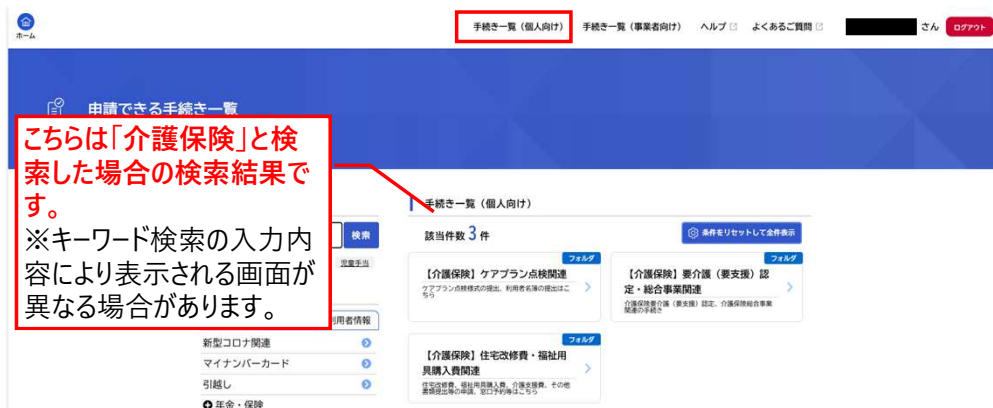 ホーム
手続き一覧（個人向け） 手続き一覧（事業者向け） ヘルプ よくあるご質問 さん ログアウト
申請できる手続き一覧
こちらは「介護保険」と検
索した場合の検索結果で
す。
※キーワード検索の入力内
容により表示される画面が
異なる場合があります。
検索
児童手当
利用者情報
新型コロナ関連
マイナンバーカード
引越し
年金・保険
手続き一覧（個人向け）
該当件数 3 件
条件をリセットして全件表示
フォルダ
【介護保険】ケアプラン点検関連
ケアプラン点検様式の提出、利用者名簿の提出はこ
ちら
フォルダ
【介護保険】要介護（要支援）認
定・総合事業関連
介護保険要介護（要支援）認定、介護保険総合事業
関連の手続き
フォルダ
【介護保険】住宅改修費・福祉用
具購入費関連
住宅改修費、福祉用具購入費、介護支援費、その他
書類提出等の申請、窓口予約等はこちら